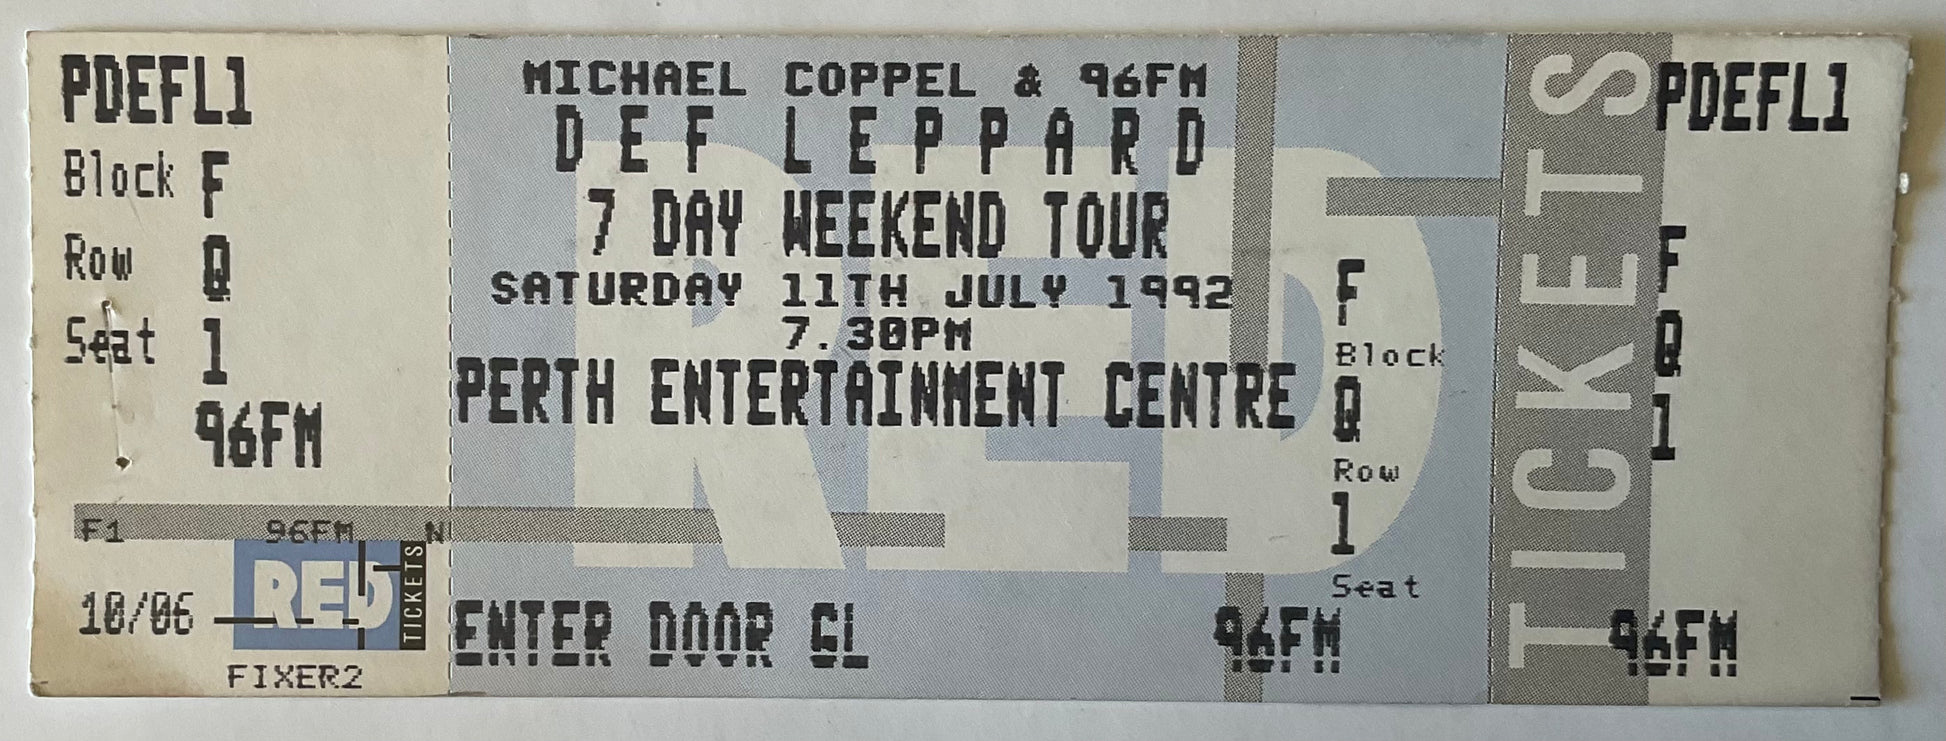 PDEFL1
Block F
Row Q
Seat 1
96FM
F1 96FM N
10/06
RED TICKETS
FIXER2
MICHAEL COPPEL & 96FM
DEF LEPPARD
7 DAY WEEKEND TOUR
SATURDAY 11TH JULY 1992
7.30PM
PERTH ENTERTAINMENT CENTRE
ENTER DOOR GL
96FM
F
Block
Q
Row
1
Seat
RED
TICKETS
PDEFL1
F
Q
1
96FM